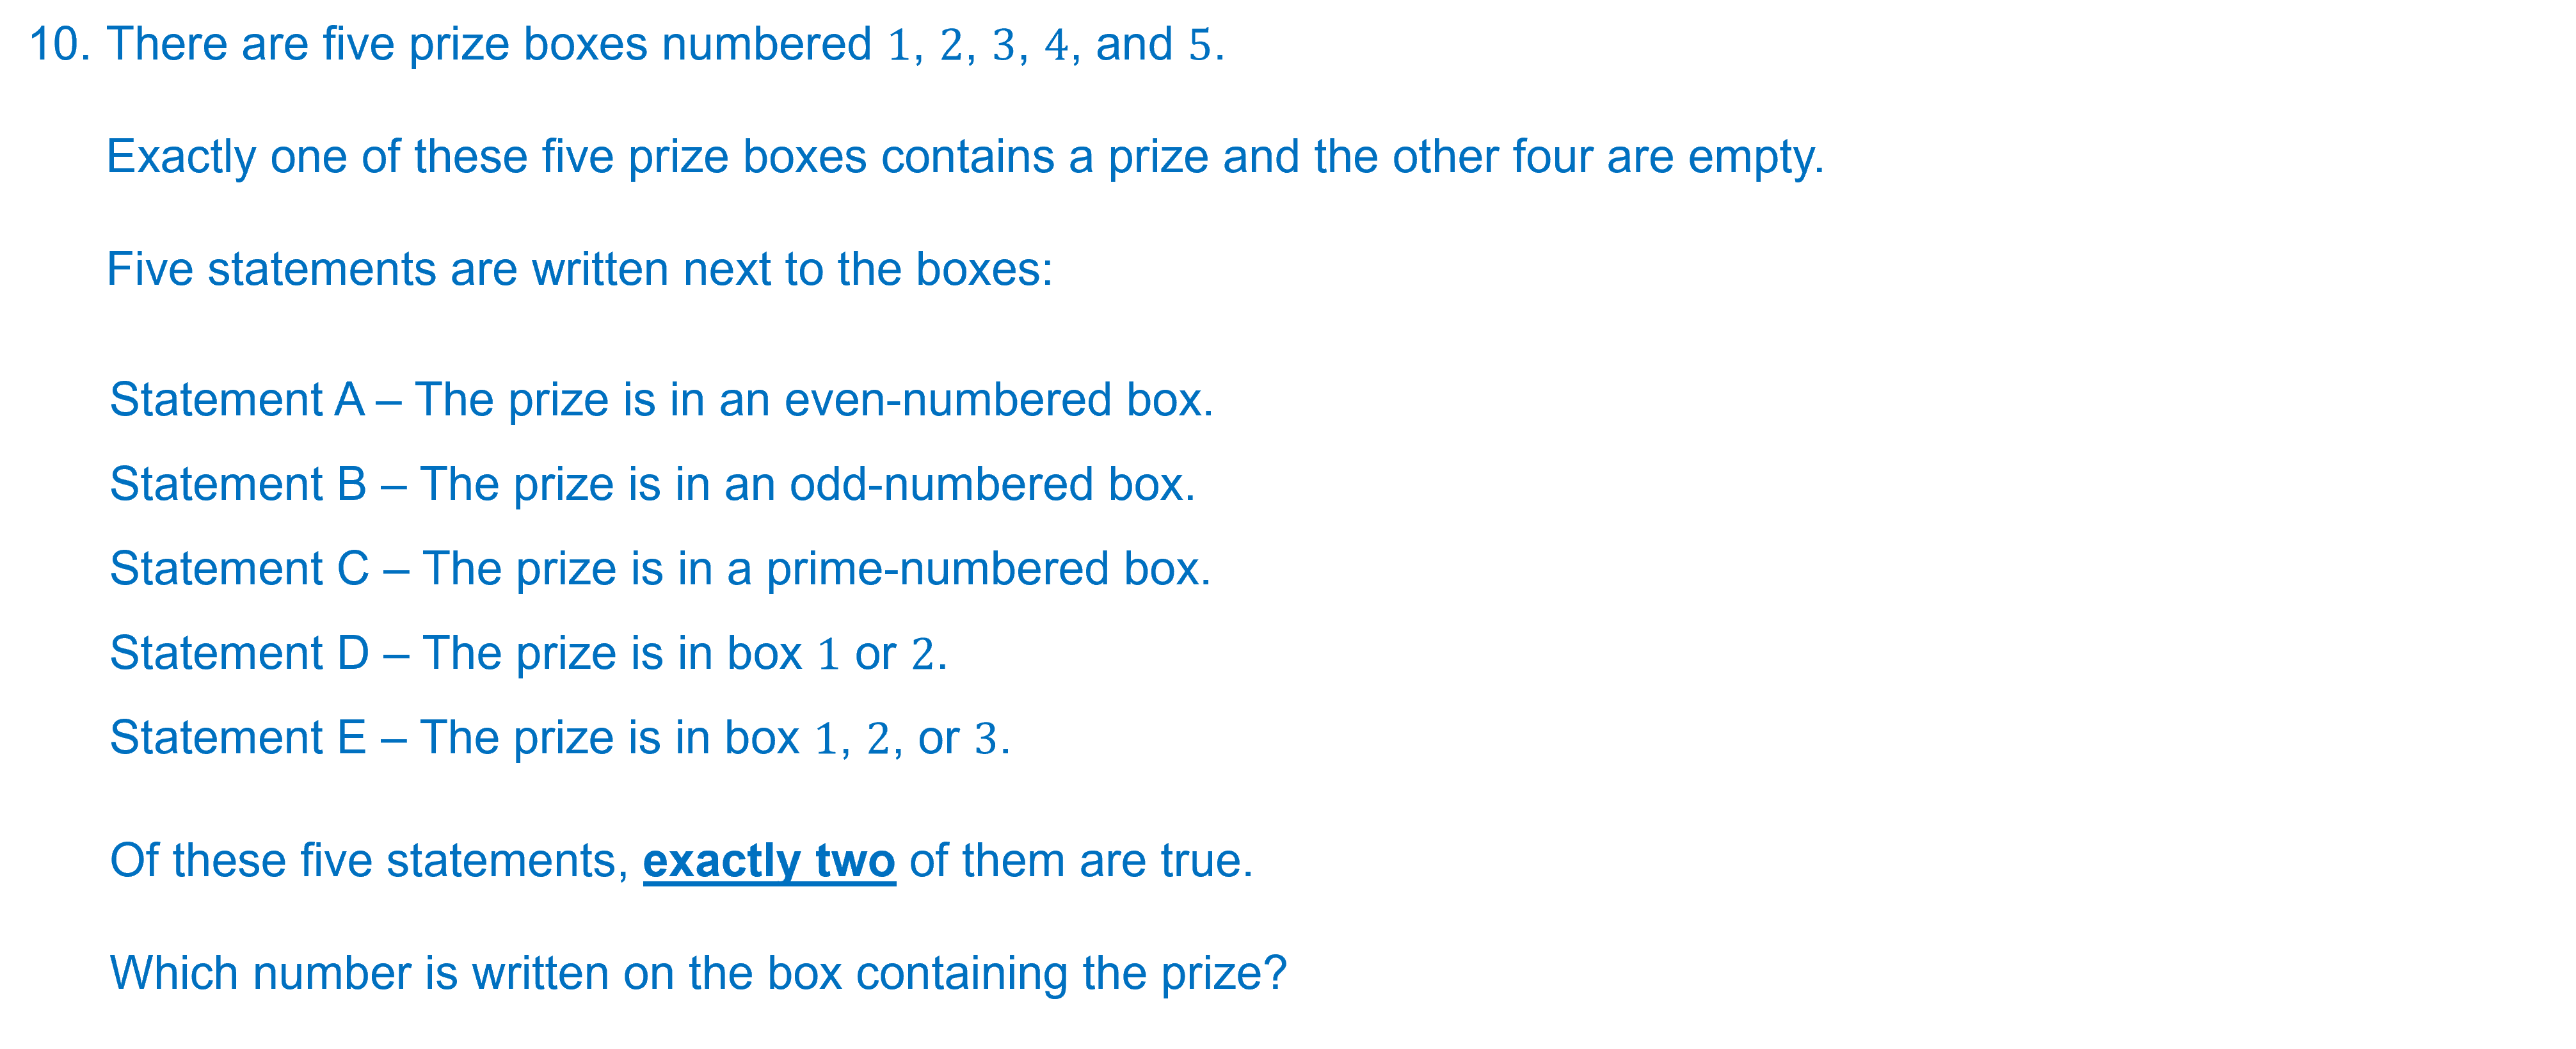 10. There are five prize boxes numbered 1, 2, 3, 4, and 5.
Exactly one of these five prize boxes contains a prize and the other four are empty.
Five statements are written next to the boxes:
Statement A – The prize is in an even-numbered box.
Statement B – The prize is in an odd-numbered box.
Statement C – The prize is in a prime-numbered box.
Statement D – The prize is in box 1 or 2.
Statement E – The prize is in box 1, 2, or 3.
Of these five statements, exactly two of them are true.
Which number is written on the box containing the prize?